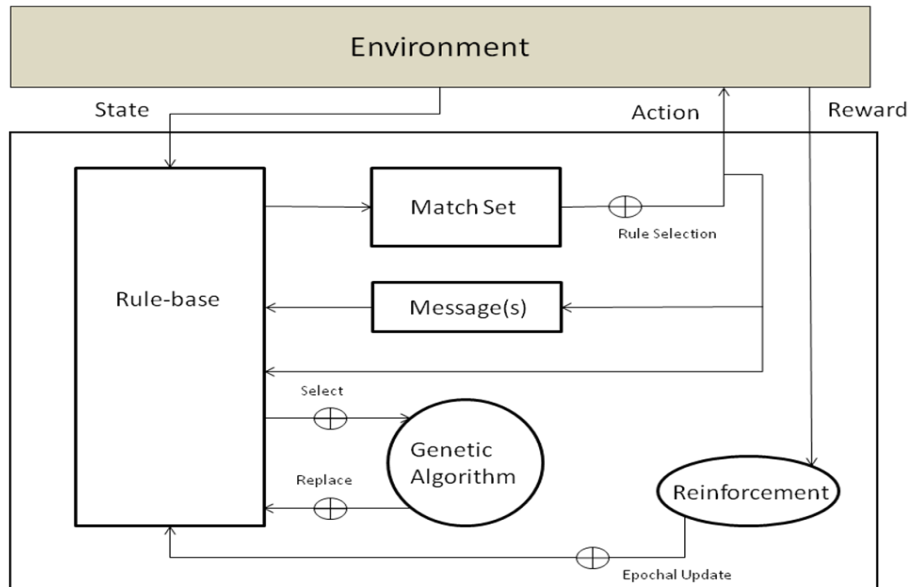 Environment
State
Action
Reward
Match Set
Rule Selection
Rule-base
Message(s)
Select
Genetic
Algorithm
Replace
Reinforcement
Epochal Update